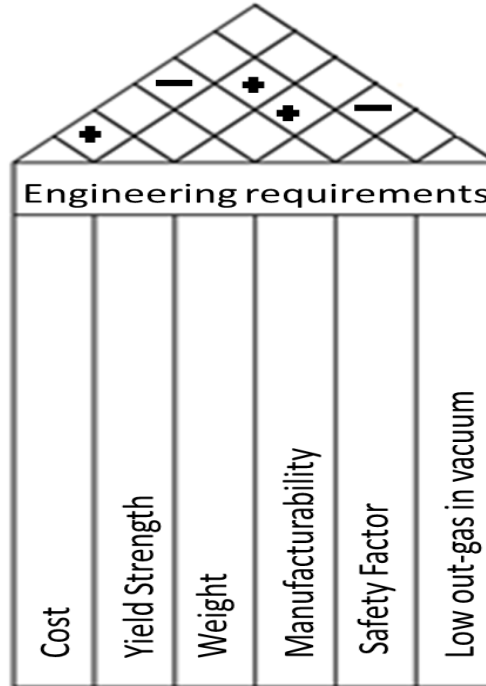 −
+
−
+
+
Engineering requirements
Cost
Yield Strength
Weight
Manufacturability
Safety Factor
Low out-gas in vacuum